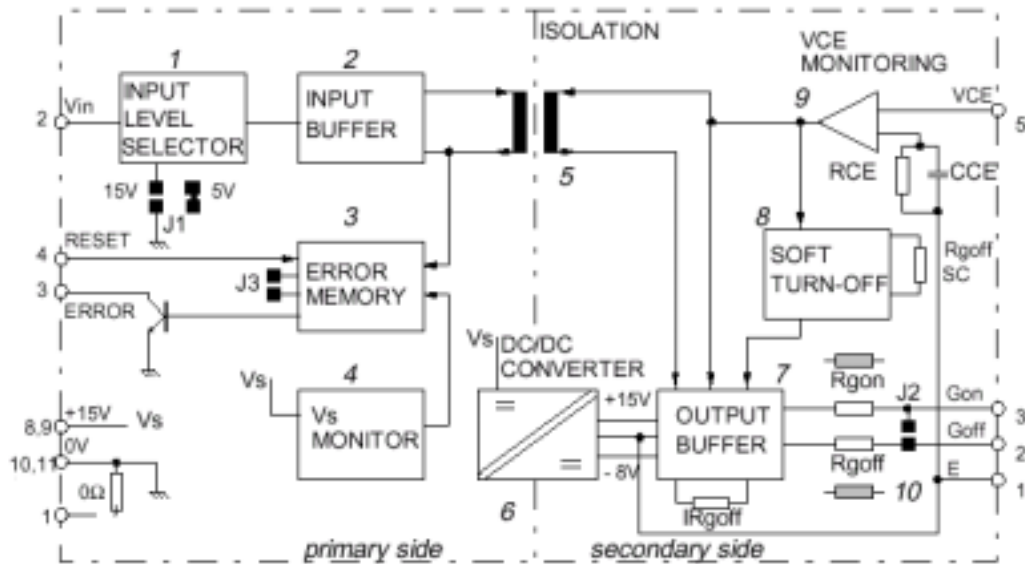 ISOLATION
VCE
MONITORING
1
INPUT
LEVEL
SELECTOR
2
INPUT
BUFFER
2
Vin
9
VCE
5
15V
5V
J1
5
RCE
CCE
3
ERROR
MEMORY
8
SOFT
TURN-OFF
Rgoff
SC
4
RESET
J3
3
ERROR
Vs
DC/DC
CONVERTER
Rgon
4
Vs
MONITOR
Vs
7
OUTPUT
BUFFER
+15V
J2
Gon
3
8,9
+15V
Vs
0V
10,11
- 8V
Goff
2
Rgoff
E
1
0Ω
1
6
IRgoff
10
primary side
secondary side